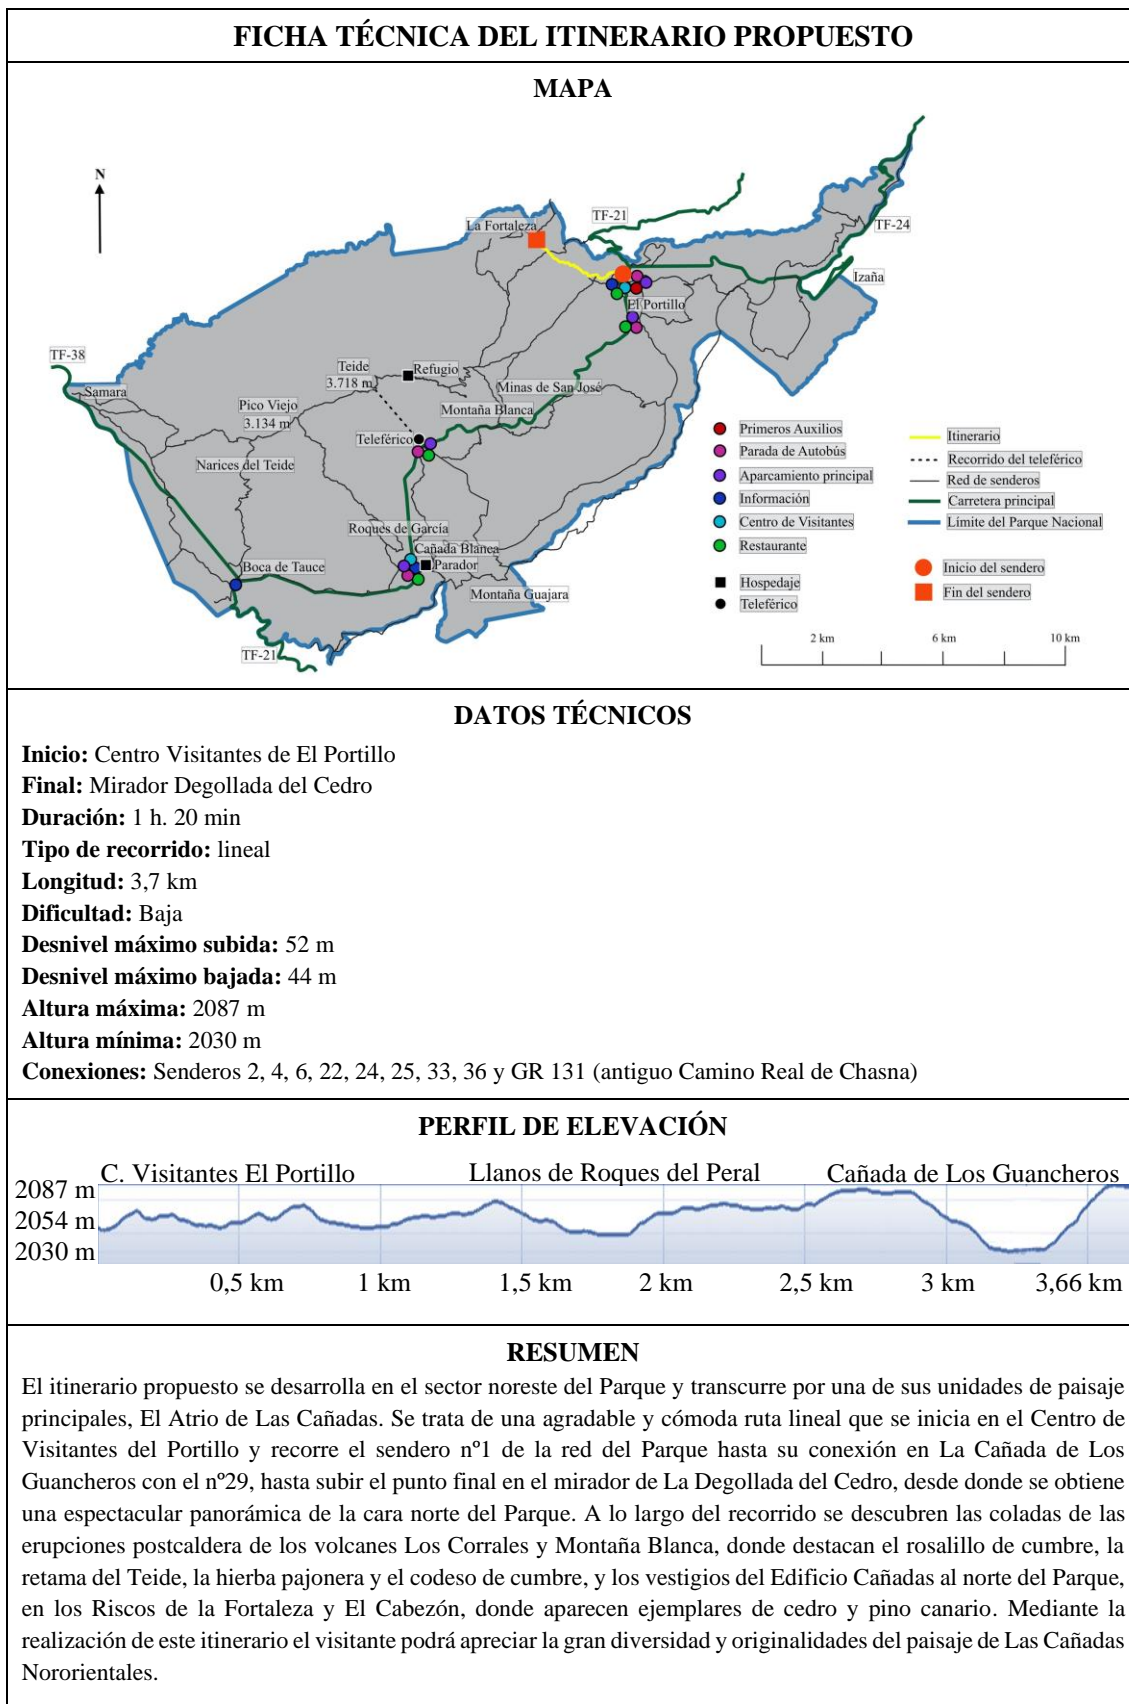 FICHA TÉCNICA DEL ITINERARIO PROPUESTO
MAPA
N
La Fortaleza
TF-21
TF-24
Izaña
El Portillo
TF-38
Samara
Teide
3.718 m
Refugio
Minas de San José
Pico Viejo
3.134 m
Montaña Blanca
Teleférico
Narices del Teide
Roques de García
Cañada Blanca
Parador
Boca de Tauce
Montaña Guajara
TF-21
Primeros Auxilios
Parada de Autobús
Aparcamiento principal
Información
Centro de Visitantes
Restaurante
Hospedaje
Teleférico
Itinerario
Recorrido del teleférico
Red de senderos
Carretera principal
Límite del Parque Nacional
Inicio del sendero
Fin del sendero
2 km 6 km 10 km
DATOS TÉCNICOS
Inicio: Centro Visitantes de El Portillo
Final: Mirador Degollada del Cedro
Duración: 1 h. 20 min
Tipo de recorrido: lineal
Longitud: 3,7 km
Dificultad: Baja
Desnivel máximo subida: 52 m
Desnivel máximo bajada: 44 m
Altura máxima: 2087 m
Altura mínima: 2030 m
Conexiones: Senderos 2, 4, 6, 22, 24, 25, 33, 36 y GR 131 (antiguo Camino Real de Chasna)
PERFIL DE ELEVACIÓN
C. Visitantes El Portillo Llanos de Roques del Peral Cañada de Los Guancheros
2087 m
2054 m
2030 m
0,5 km 1 km 1,5 km 2 km 2,5 km 3 km 3,66 km
RESUMEN
El itinerario propuesto se desarrolla en el sector noreste del Parque y transcurre por una de sus unidades de paisaje
principales, El Atrio de Las Cañadas. Se trata de una agradable y cómoda ruta lineal que se inicia en el Centro de
Visitantes del Portillo y recorre el sendero nº1 de la red del Parque hasta su conexión en La Cañada de Los
Guancheros con el nº29, hasta subir el punto final en el mirador de La Degollada del Cedro, desde donde se obtiene
una espectacular panorámica de la cara norte del Parque. A lo largo del recorrido se descubren las coladas de las
erupciones postcaldera de los volcanes Los Corrales y Montaña Blanca, donde destacan el rosalillo de cumbre, la
retama del Teide, la hierba pajonera y el codeso de cumbre, y los vestigios del Edificio Cañadas al norte del Parque,
en los Riscos de la Fortaleza y El Cabezón, donde aparecen ejemplares de cedro y pino canario. Mediante la
realización de este itinerario el visitante podrá apreciar la gran diversidad y originalidades del paisaje de Las Cañadas
Nororientales.